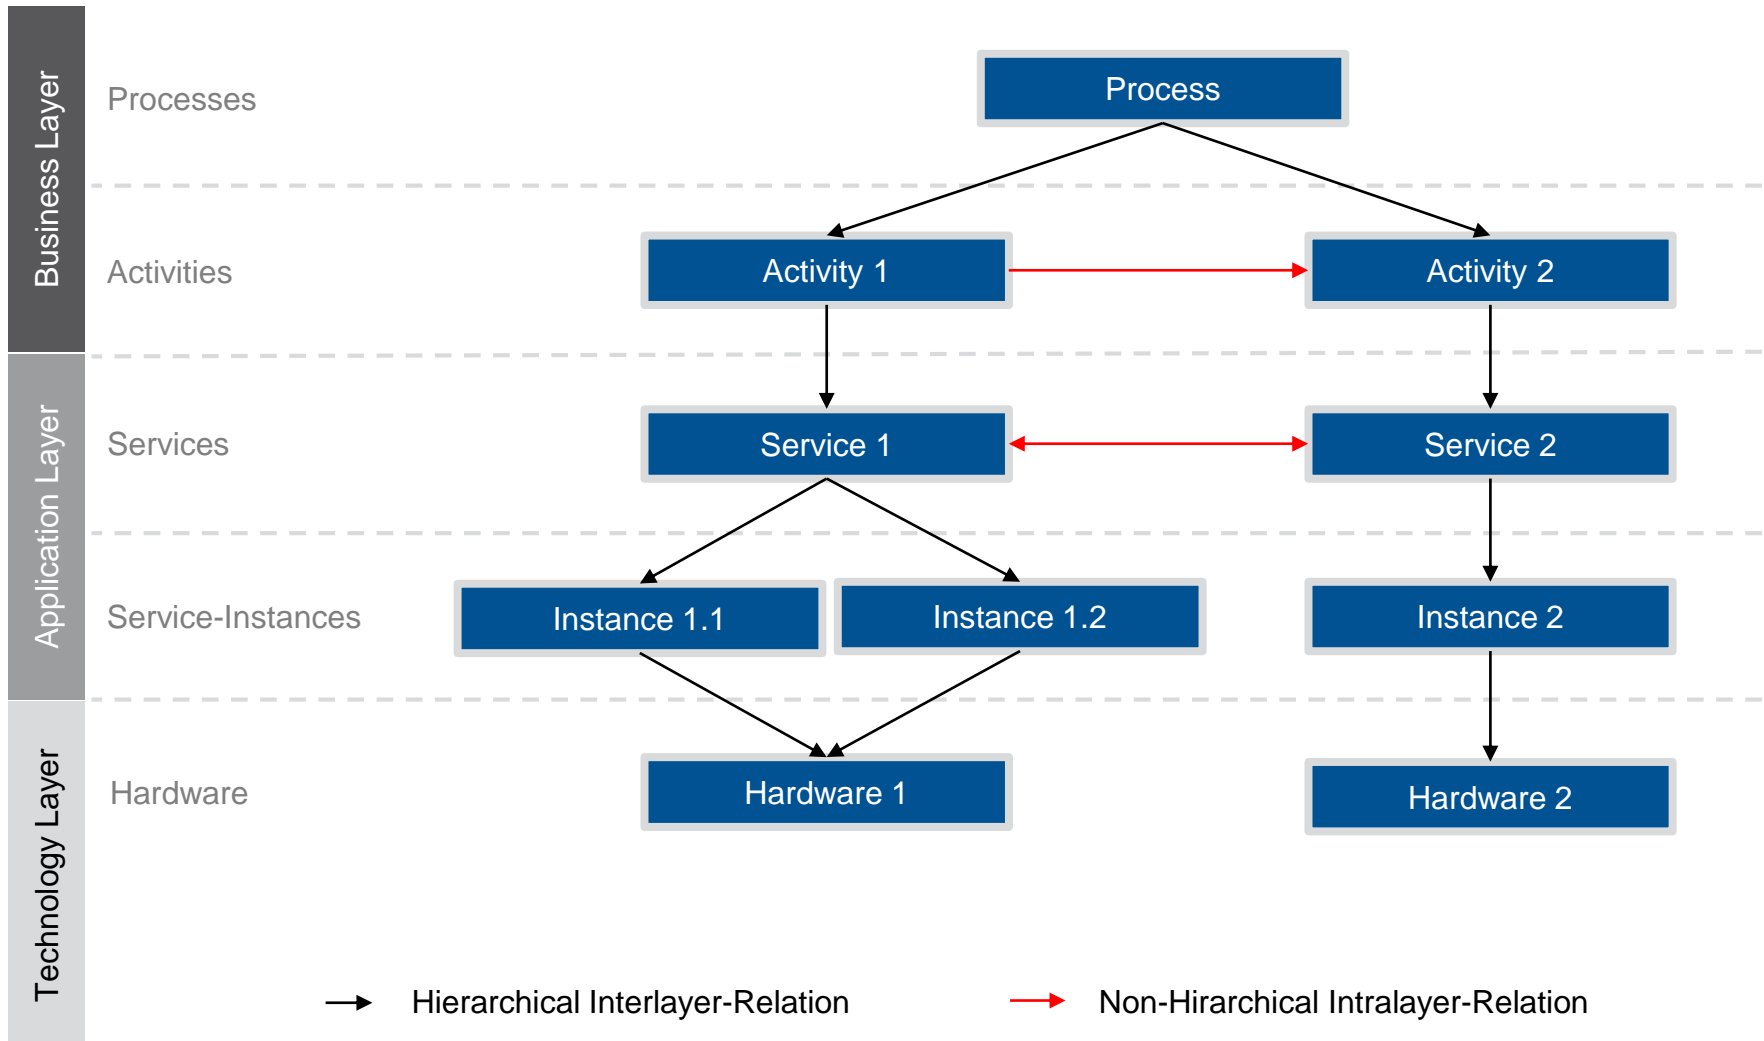 Business Layer
Processes
Process
Activities
Activity 1
Activity 2
Application Layer
Services
Service 1
Service 2
Service-Instances
Instance 1.1
Instance 1.2
Instance 2
Technology Layer
Hardware
Hardware 1
Hardware 2
Hierarchical Interlayer-Relation
Non-Hirarchical Intralayer-Relation